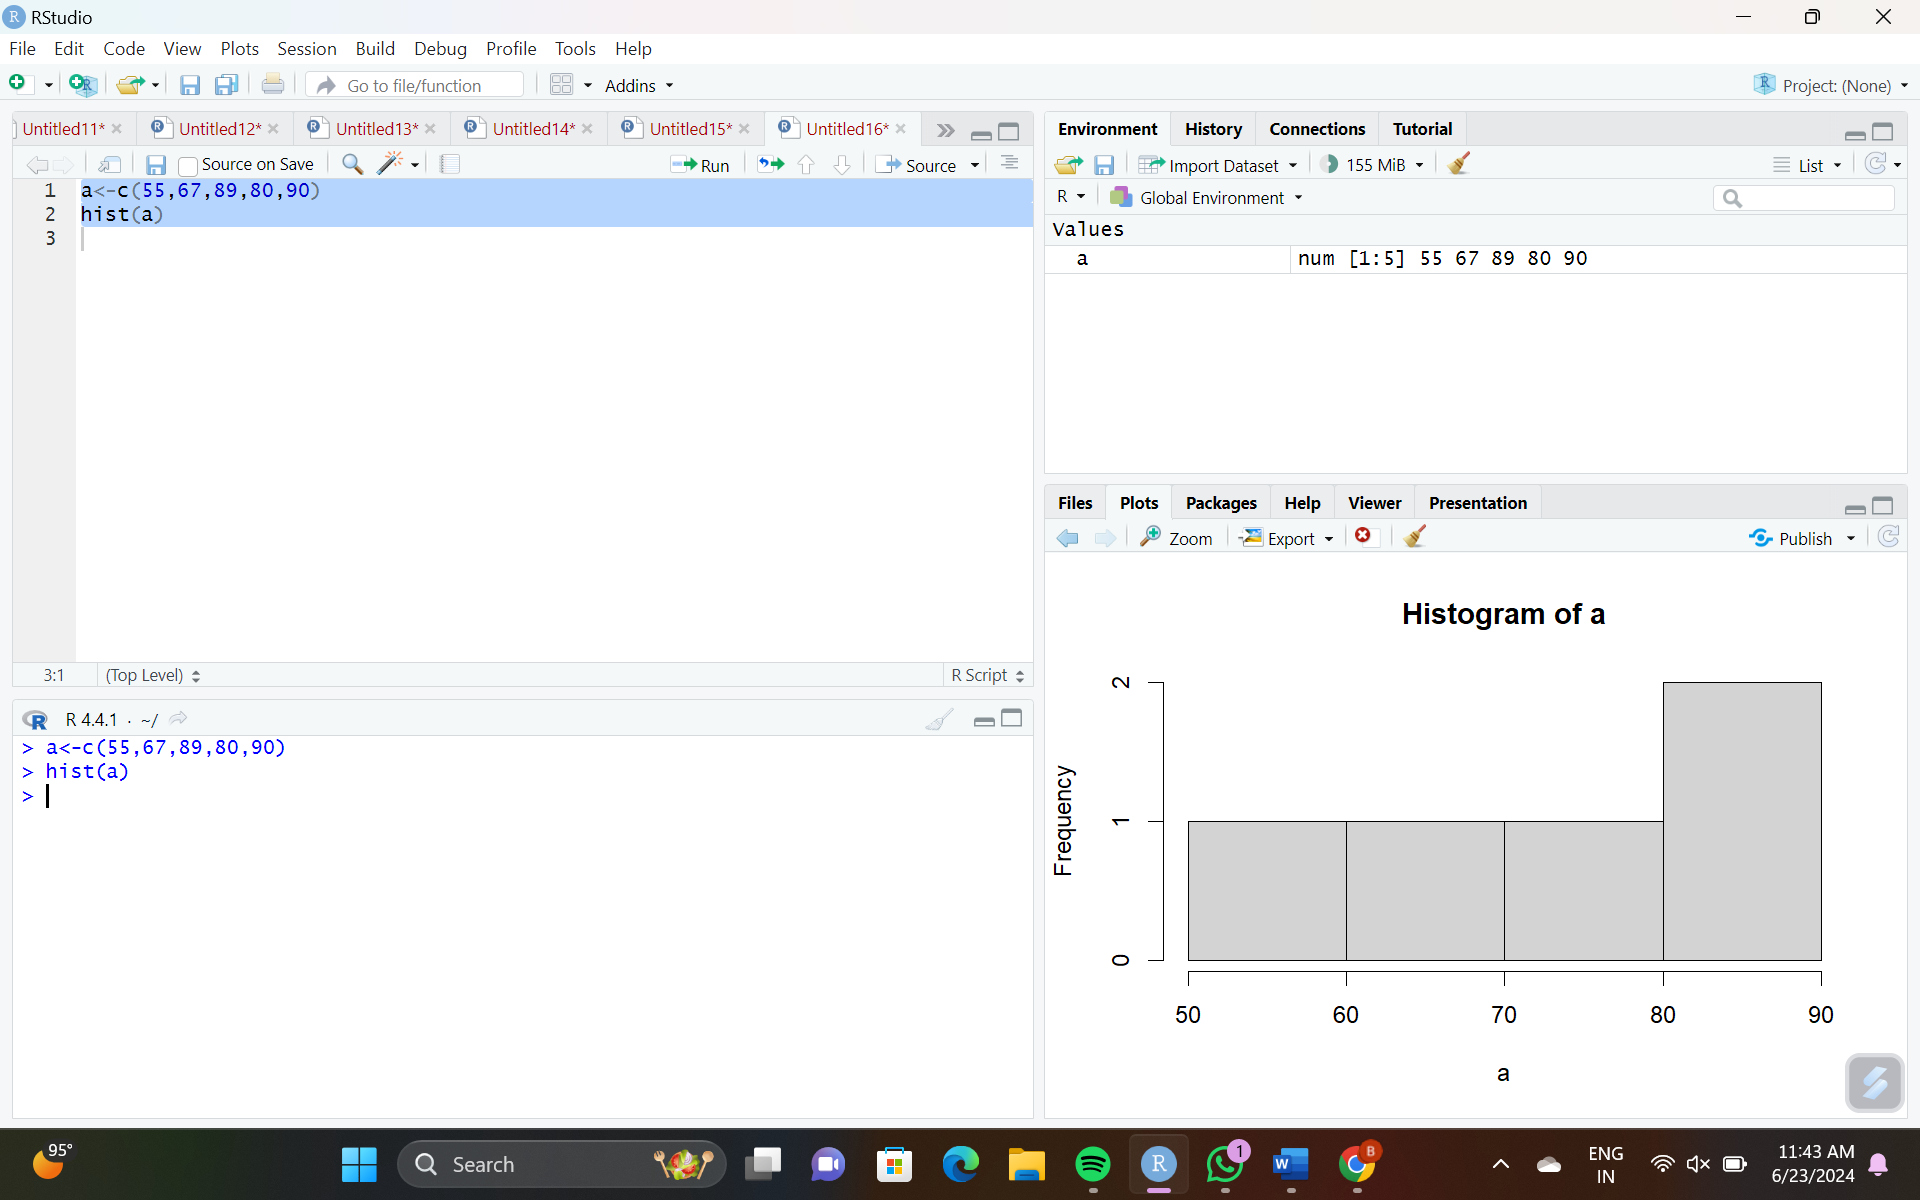 RStudio
File Edit Code View Plots Session Build Debug Profile Tools Help
Go to file/function Addins Project: (None)
Untitled11* Untitled12* Untitled13* Untitled14* Untitled15* Untitled16*
Source on Save Run Source
1 a<-c(55,67,89,80,90)
2 hist(a)
3
3:1 (Top Level) R Script
R 4.4.1 · ~/
> a<-c(55,67,89,80,90)
> hist(a)
>
Environment History Connections Tutorial
Import Dataset 155 MiB List
R Global Environment
Values
a num [1:5] 55 67 89 80 90
Files Plots Packages Help Viewer Presentation
Zoom Export Publish
Histogram of a
Frequency
2
1
0
50 60 70 80 90
a
95°
Search
1
B
ENG
IN
11:43 AM
6/23/2024